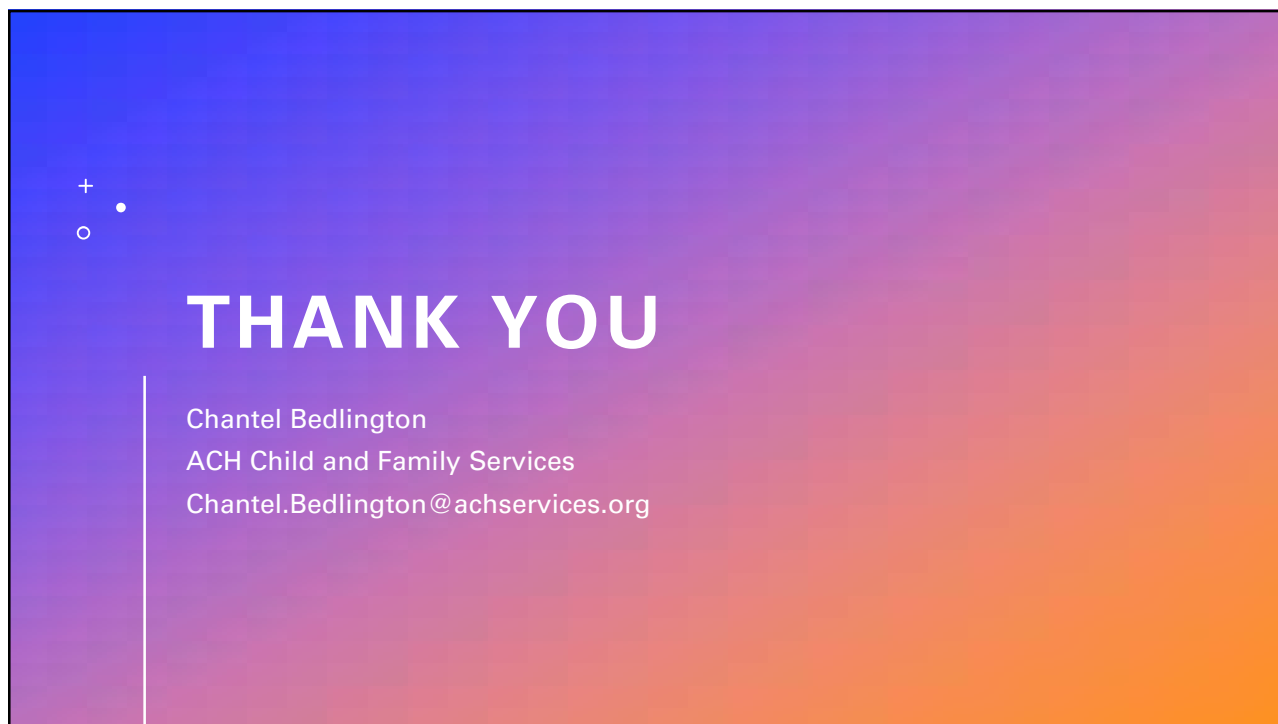 THANK YOU
Chantel Bedlington
ACH Child and Family Services
Chantel.Bedlington@achservices.org